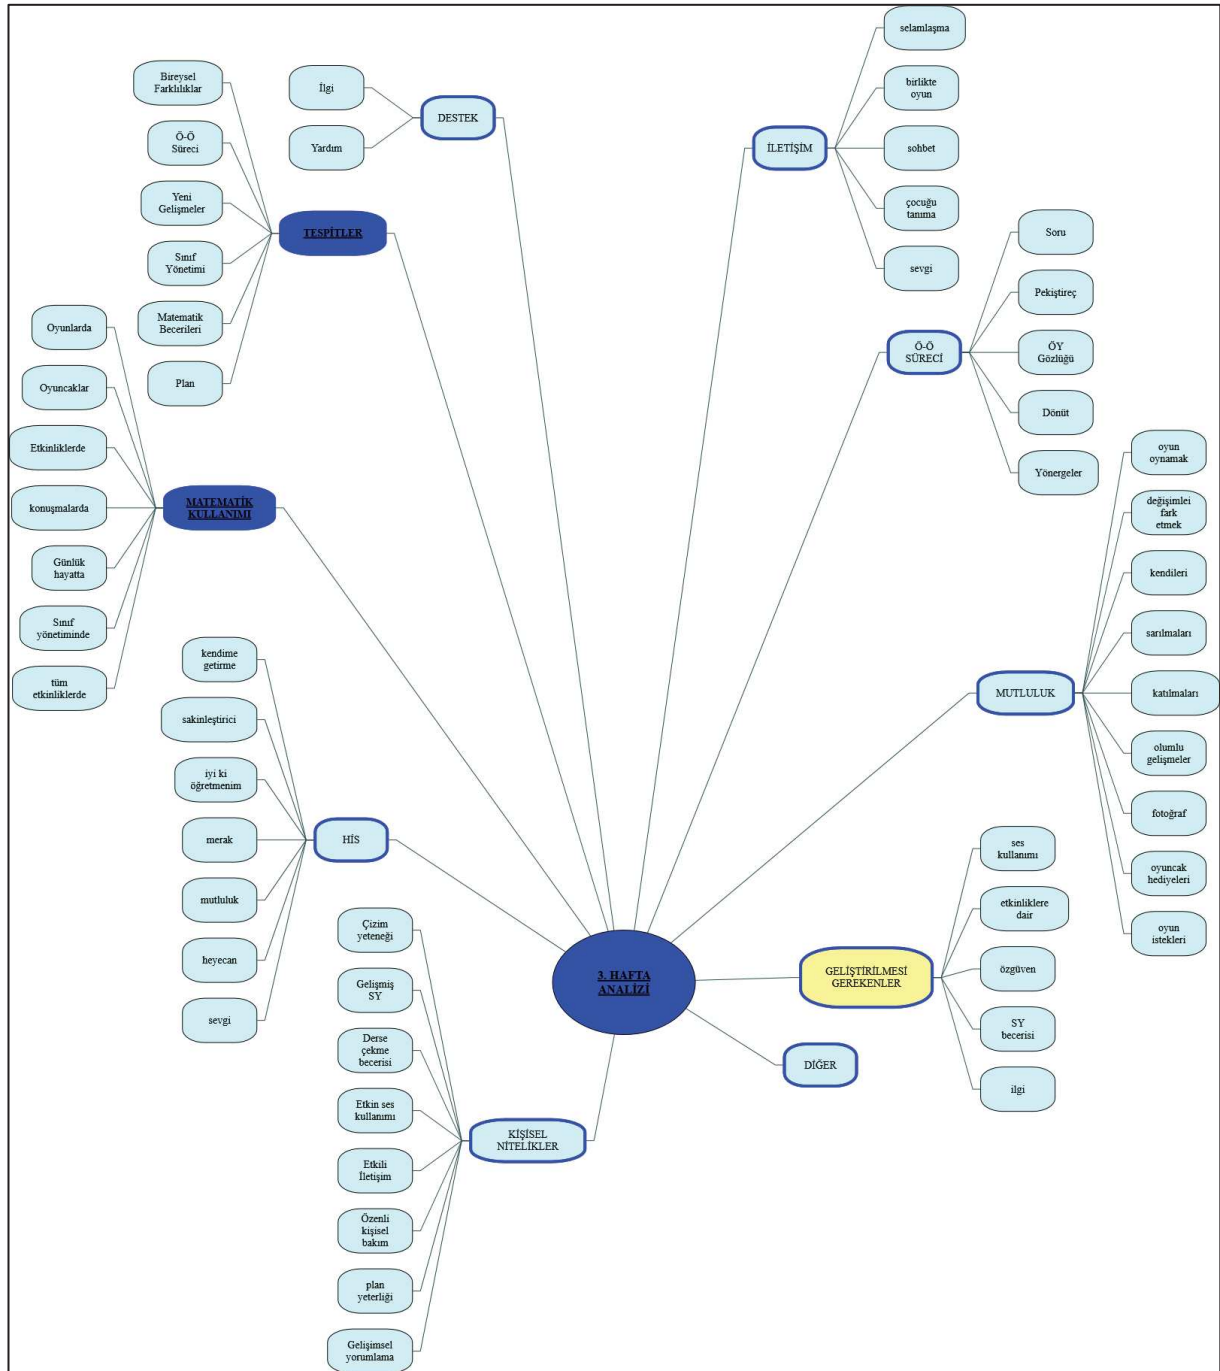 DESTEK
İlgi
Yardım
TESPİTLER
Bireysel
Farklılıklar
Ö-Ö
Süreci
Yeni
Gelişmeler
Sınıf
Yönetimi
Matematik
Becerileri
Plan
MATEMATİK
KULLANIMI
Oyunlarda
Oyuncaklar
Etkinliklerde
konuşmalarda
Günlük
hayatta
Sınıf
yönetiminde
tüm
etkinliklerde
HİS
kendime
getirme
sakinleştirici
iyi ki
öğretmenim
merak
mutluluk
heyecan
sevgi
KİŞİSEL
NİTELİKLER
Çizim
yeteneği
Gelişmiş
SY
Derse
çekme
becerisi
Etkin ses
kullanımı
Etkili
İletişim
Özenli
kişisel
bakım
plan
yeterliği
Gelişimsel
yorumlama
3. HAFTA
ANALİZİ
İLETİŞİM
selamlaşma
birlikte
oyun
sohbet
çocuğu
tanıma
sevgi
Ö-Ö
SÜRECİ
Soru
Pekiştireç
ÖY
Gözlüğü
Dönüt
Yönergeler
MUTLULUK
oyun
oynamak
değişimlei
fark
etmek
kendileri
sarılmaları
katılmaları
olumlu
gelişmeler
fotoğraf
oyuncak
hediyeleri
oyun
istekleri
GELİŞTİRİLMESİ
GEREKENLER
ses
kullanımı
etkinliklere
dair
özgüven
SY
becerisi
ilgi
DİĞER